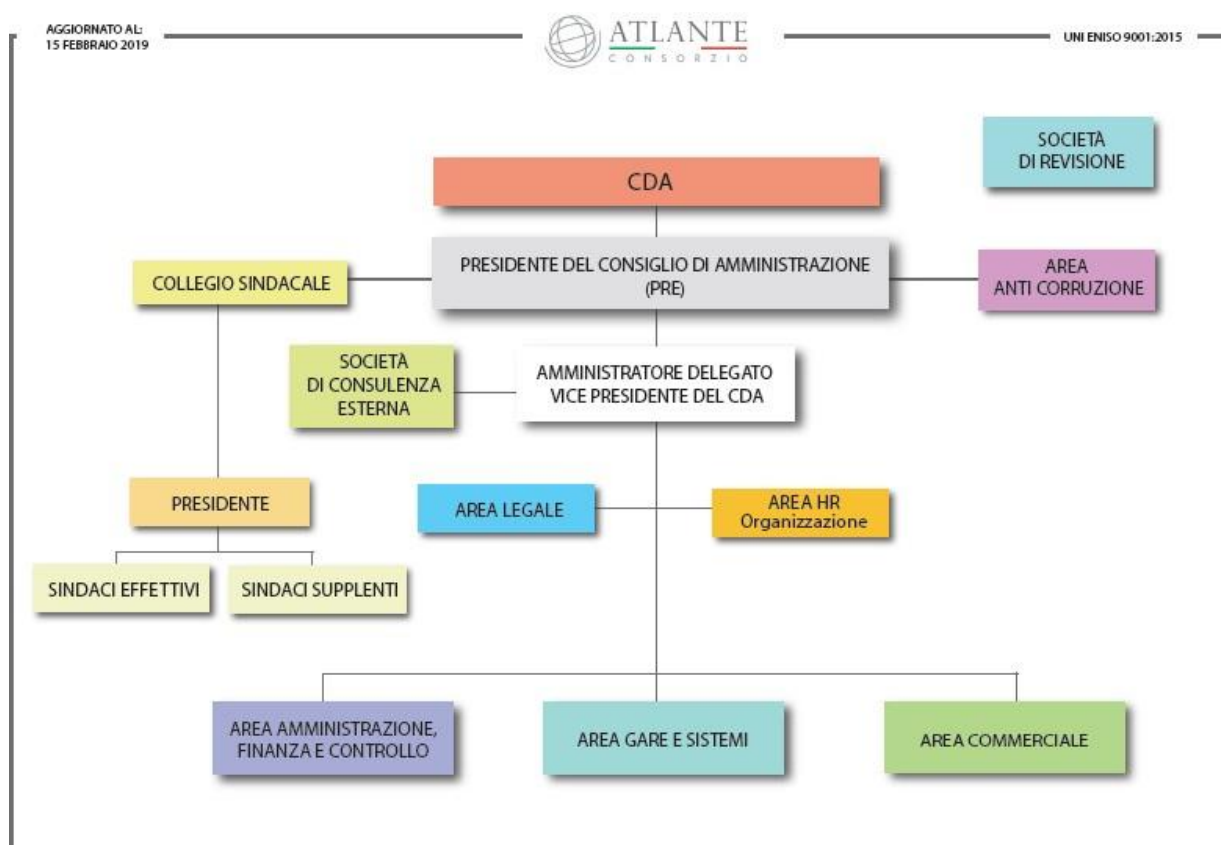 AGGIORNATO AL:
15 FEBBRAIO 2019
ATLANTE
CONSORZIO
UNI ENISO 9001:2015
SOCIETÀ
DI REVISIONE
CDA
PRESIDENTE DEL CONSIGLIO DI AMMINISTRAZIONE
(PRE)
COLLEGIO SINDACALE
AREA
ANTI CORRUZIONE
SOCIETÀ
DI CONSULENZA
ESTERNA
AMMINISTRATORE DELEGATO
VICE PRESIDENTE DEL CDA
PRESIDENTE
AREA LEGALE
AREA HR
Organizzazione
SINDACI EFFETTIVI
SINDACI SUPPLENTI
AREA AMMINISTRAZIONE,
FINANZA E CONTROLLO
AREA GARE E SISTEMI
AREA COMMERCIALE